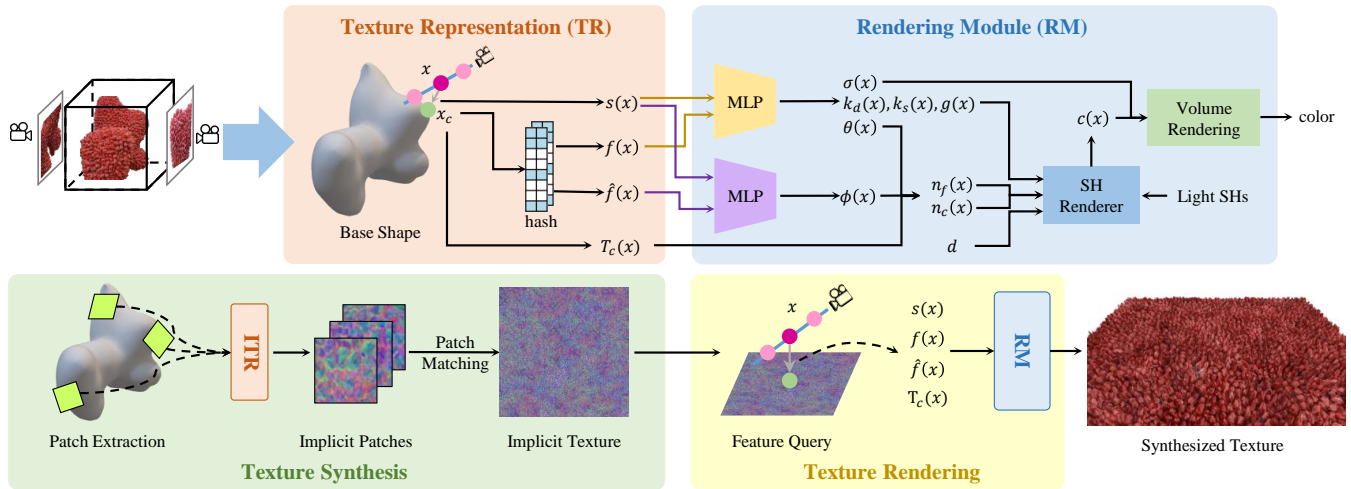 Texture Representation (TR)
Rendering Module (RM)
x
x_c
s(x)
f(x)
f̂(x)
hash
Base Shape
T_c(x)
MLP
MLP
σ(x)
k_d(x), k_s(x), g(x)
θ(x)
ϕ(x)
n_f(x)
n_c(x)
d
c(x)
SH
Renderer
Light SHs
Volume
Rendering
color
ITR
Patch
Matching
Patch Extraction
Implicit Patches
Implicit Texture
Texture Synthesis
x
s(x)
f(x)
f̂(x)
T_c(x)
RM
Feature Query
Texture Rendering
Synthesized Texture